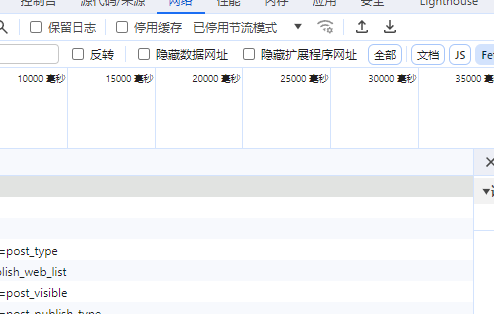 控制台 源代码/来源 网络 性能 内存 应用 安全 Lighthouse
保留日志 停用缓存 已停用节流模式
反转 隐藏数据网址 隐藏扩展程序网址 全部 文档 JS Fe
10000 毫秒 15000 毫秒 20000 毫秒 25000 毫秒 30000 毫秒 35000 毫
=post_type
blish_web_list
=post_visible
=post_publish_type